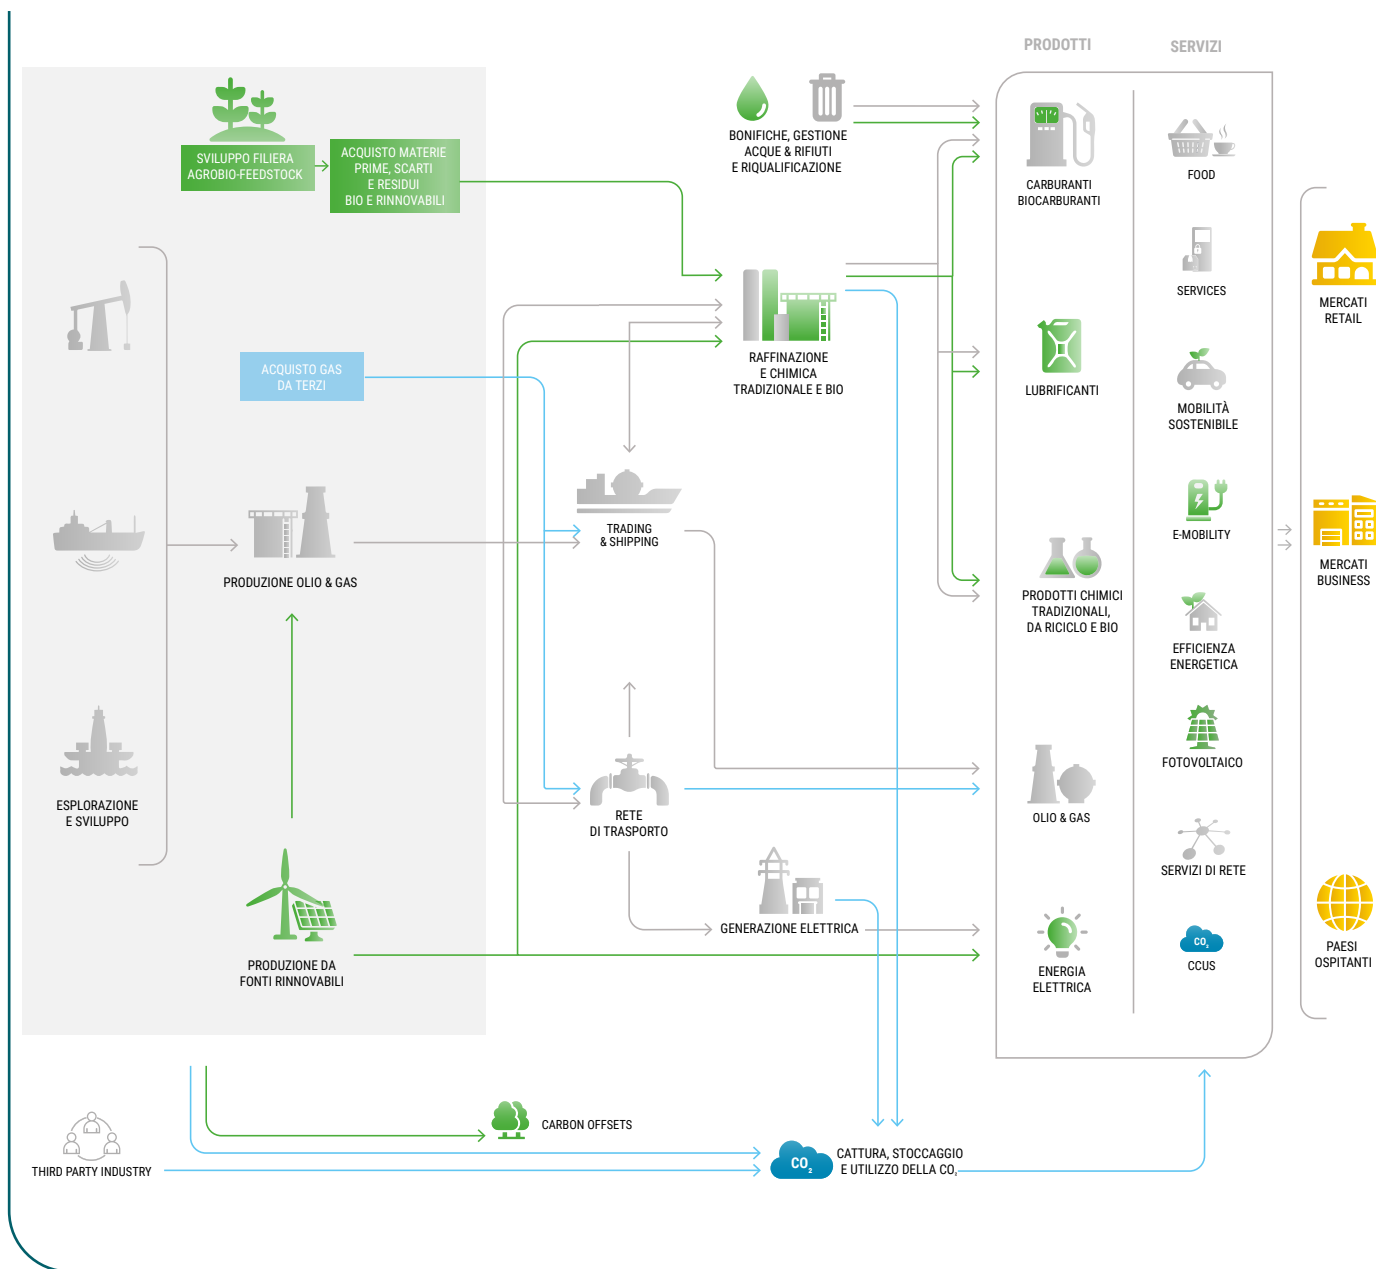 PRODOTTI
SERVIZI
SVILUPPO FILIERA
AGROBIO-FEEDSTOCK
ACQUISTO MATERIE
PRIME, SCARTI
E RESIDUI
BIO E RINNOVABILI
BONIFICHE, GESTIONE
ACQUE & RIFIUTI
E RIQUALIFICAZIONE
CARBURANTI
BIOCARBURANTI
FOOD
SERVICES
MERCATI
RETAIL
ACQUISTO GAS
DA TERZI
RAFFINAZIONE
E CHIMICA
TRADIZIONALE E BIO
LUBRIFICANTI
MOBILITÀ
SOSTENIBILE
TRADING
& SHIPPING
E-MOBILITY
MERCATI
BUSINESS
PRODUZIONE OLIO & GAS
PRODOTTI CHIMICI
TRADIZIONALI,
DA RICICLO E BIO
EFFICIENZA
ENERGETICA
FOTOVOLTAICO
ESPLORAZIONE
E SVILUPPO
RETE
DI TRASPORTO
OLIO & GAS
SERVIZI DI RETE
GENERAZIONE ELETTRICA
PRODUZIONE DA
FONTI RINNOVABILI
ENERGIA
ELETTRICA
CO₂
CCUS
PAESI
OSPITANTI
CARBON OFFSETS
THIRD PARTY INDUSTRY
CO₂
CATTURA, STOCCAGGIO
E UTILIZZO DELLA CO₂